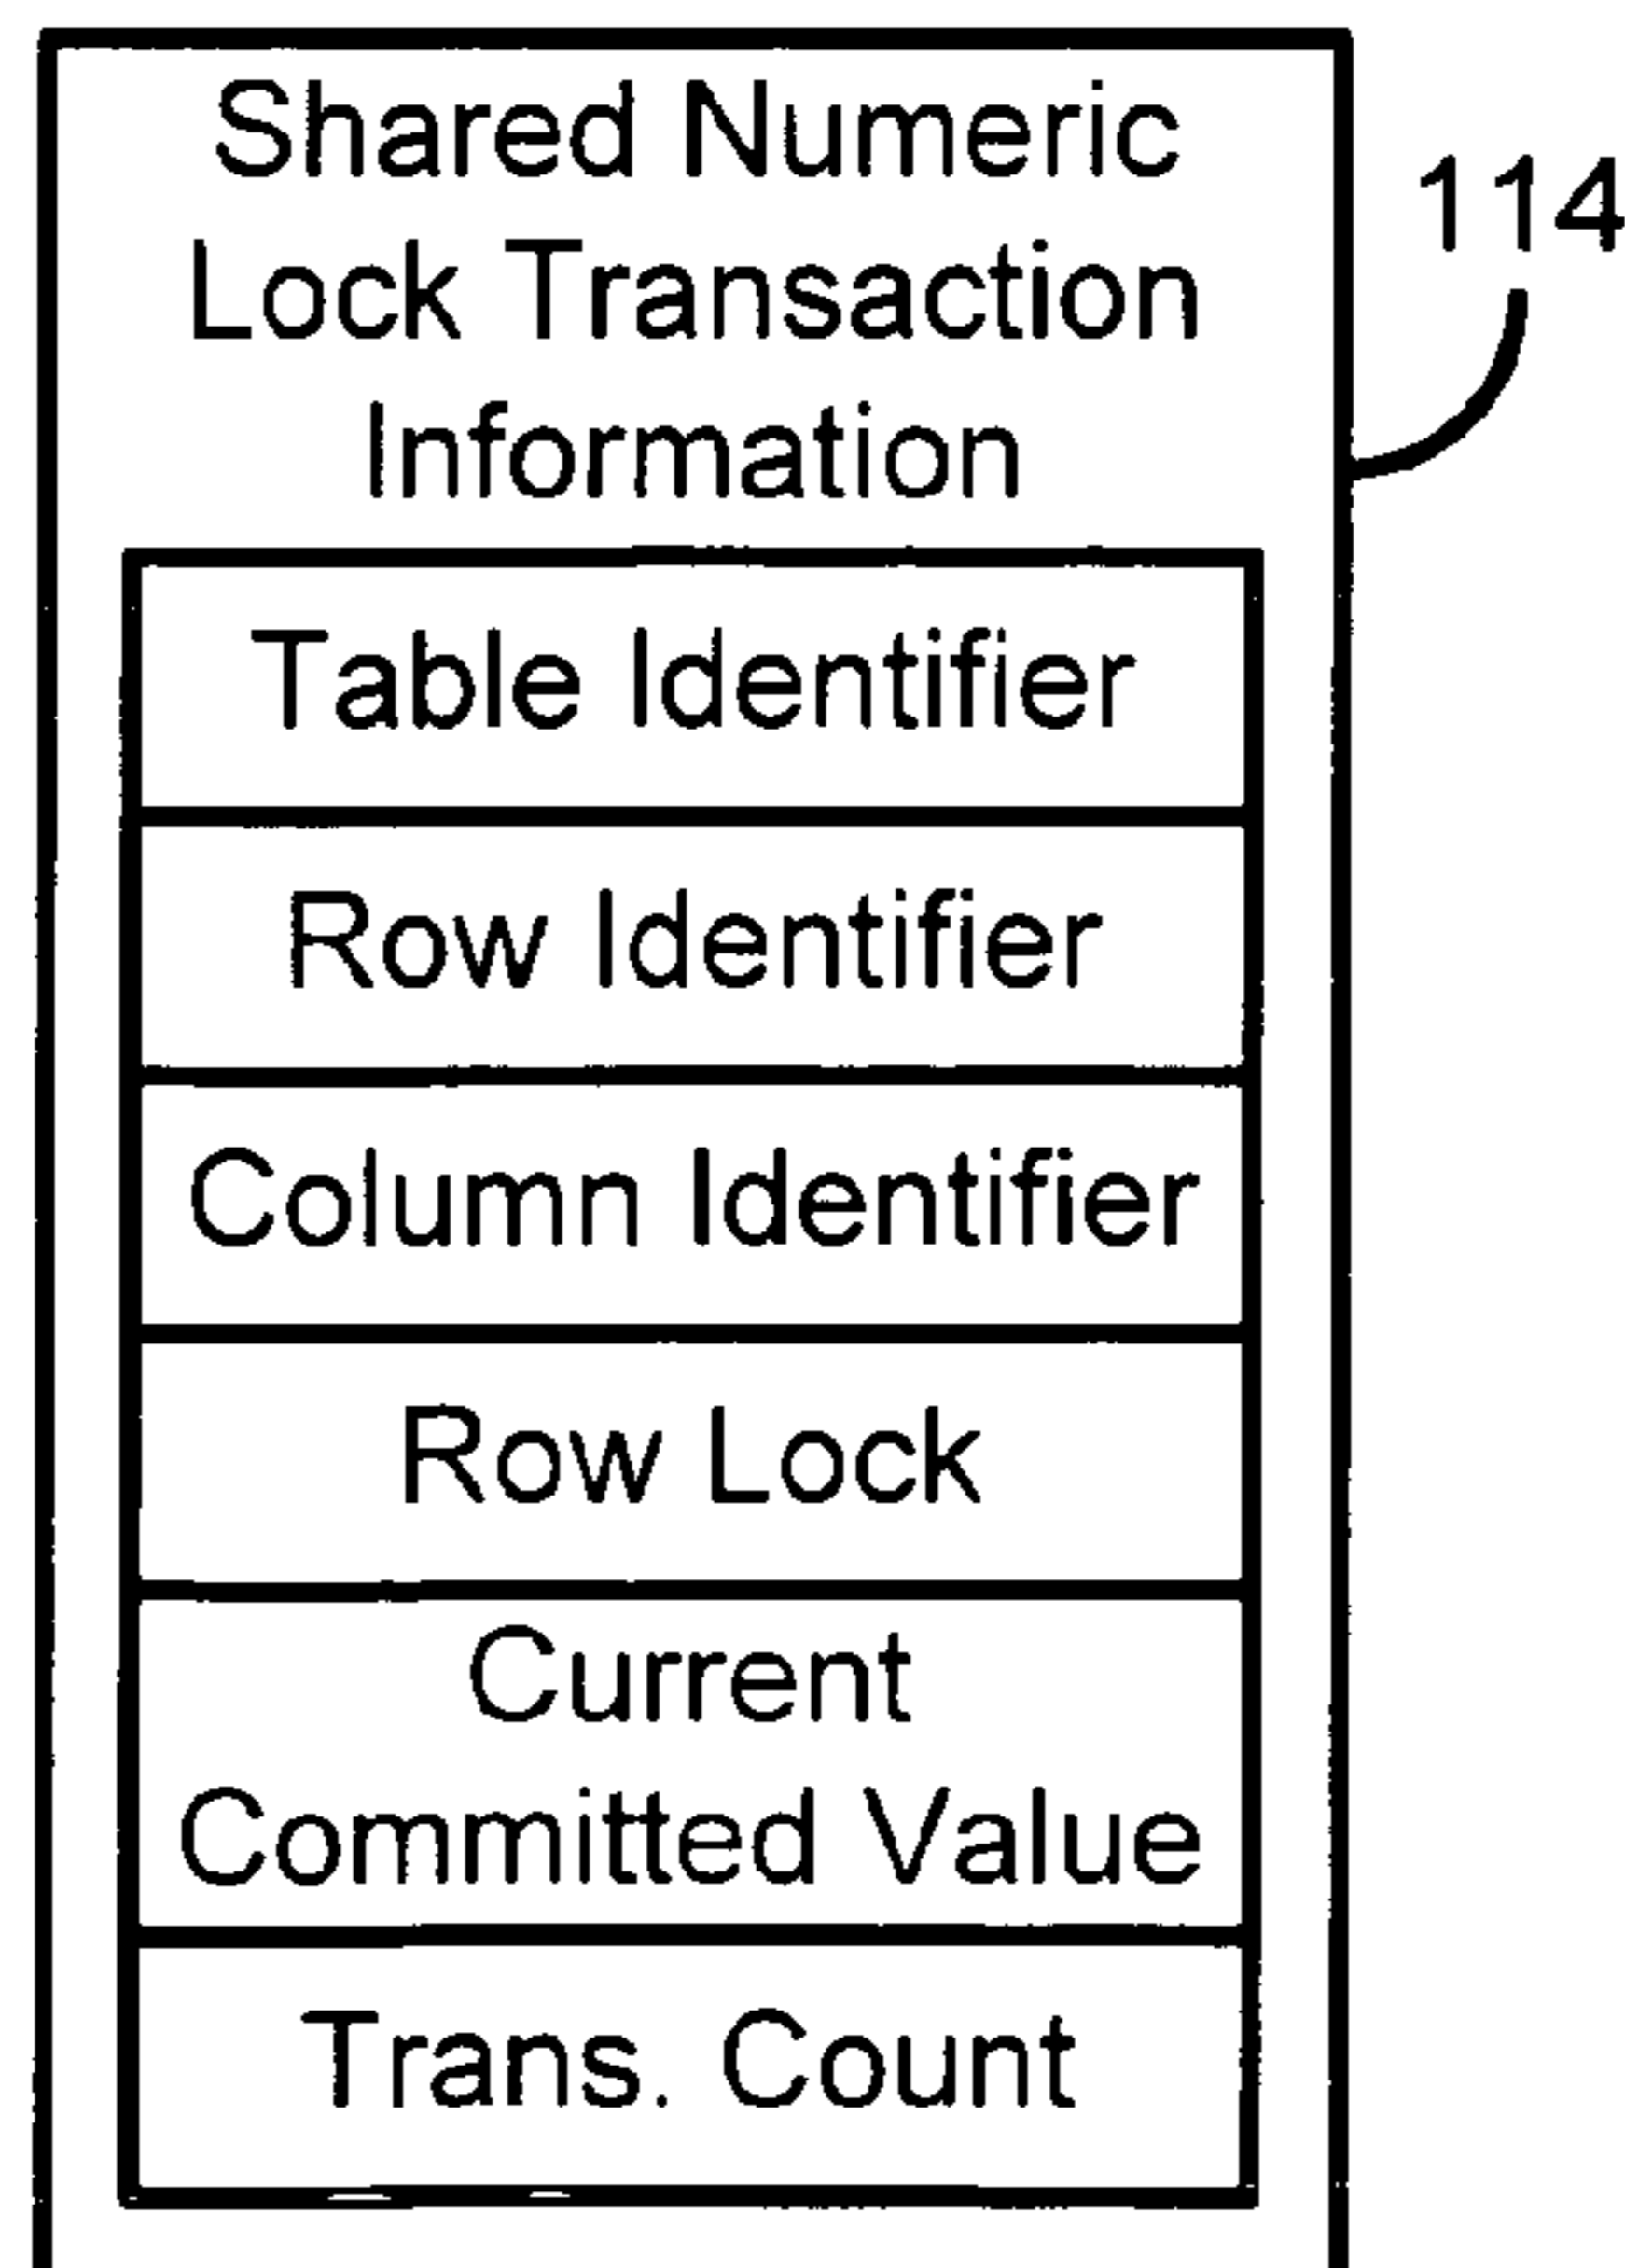 Shared Numeric
Lock Transaction
Information
114
Table Identifier
Row Identifier
Column Identifier
Row Lock
Current
Committed Value
Trans. Count